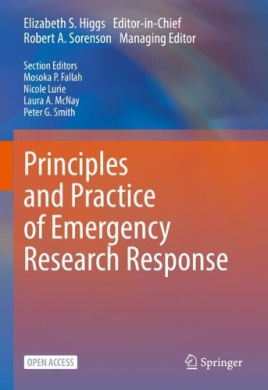 Elizabeth S. Higgs Editor-in-Chief
Robert A. Sorenson Managing Editor
Section Editors
Mosoka P. Fallah
Nicole Lurie
Laura A. McNay
Peter G. Smith
Principles
and Practice
of Emergency
Research Response
OPEN ACCESS
Springer